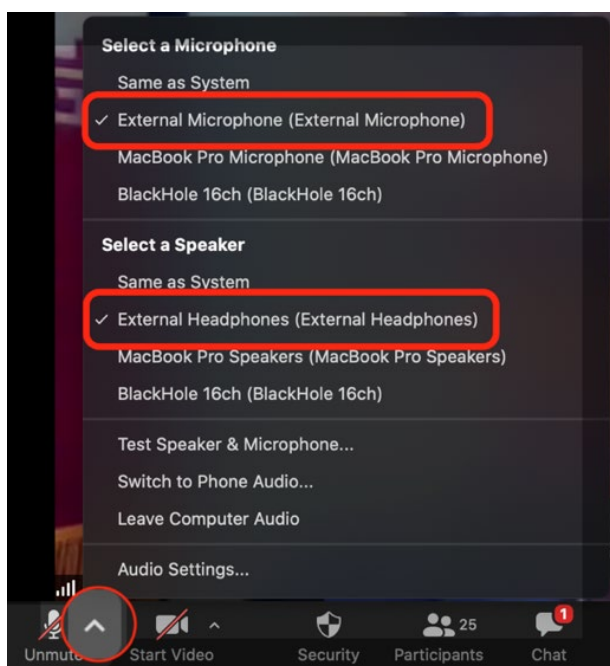 Select a Microphone
Same as System
✓ External Microphone (External Microphone)
MacBook Pro Microphone (MacBook Pro Microphone)
BlackHole 16ch (BlackHole 16ch)
Select a Speaker
Same as System
✓ External Headphones (External Headphones)
MacBook Pro Speakers (MacBook Pro Speakers)
BlackHole 16ch (BlackHole 16ch)
Test Speaker & Microphone...
Switch to Phone Audio...
Leave Computer Audio
Audio Settings...
25 1
Unmute Start Video Security Participants Chat